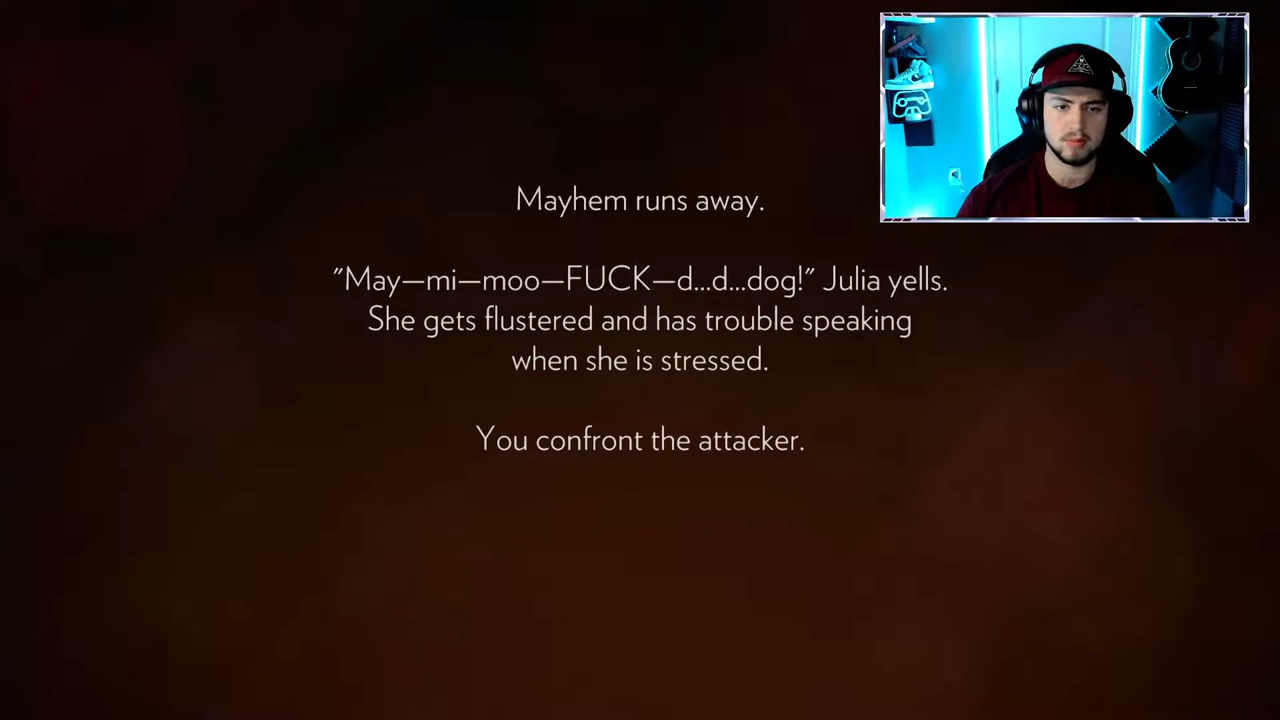 Mayhem runs away.
"May—mi—moo—FUCK—d...d...dog!" Julia yells.
She gets flustered and has trouble speaking
when she is stressed.
You confront the attacker.